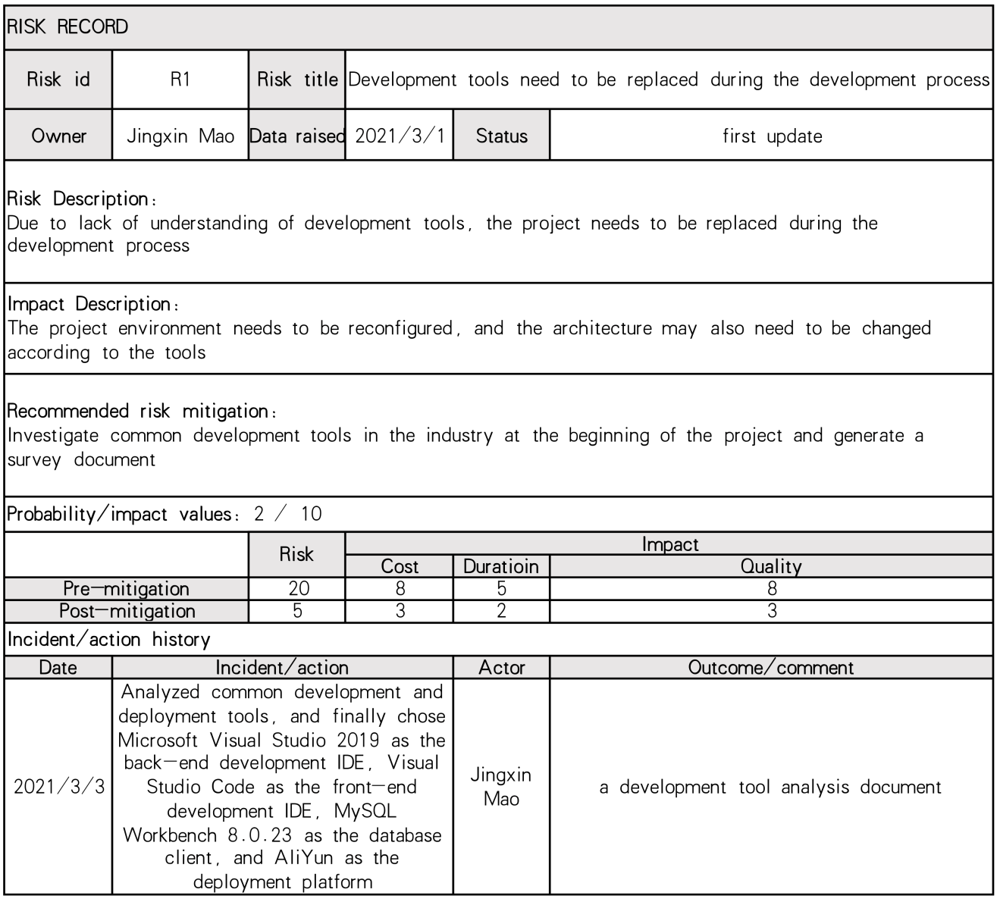 RISK RECORD
Risk id R1 Risk title Development tools need to be replaced during the development process
Owner Jingxin Mao Data raised 2021/3/1 Status first update
Risk Description:
Due to lack of understanding of development tools, the project needs to be replaced during the
development process
Impact Description:
The project environment needs to be reconfigured, and the architecture may also need to be changed
according to the tools
Recommended risk mitigation:
Investigate common development tools in the industry at the beginning of the project and generate a
survey document
Probability/impact values: 2 / 10
Risk Impact
Cost Duratioin Quality
Pre-mitigation 20 8 5 8
Post-mitigation 5 3 2 3
Incident/action history
Date Incident/action Actor Outcome/comment
2021/3/3
Analyzed common development and
deployment tools, and finally chose
Microsoft Visual Studio 2019 as the
back-end development IDE, Visual
Studio Code as the front-end
development IDE, MySQL
Workbench 8.0.23 as the database
client, and AliYun as the
deployment platform
Jingxin
Mao
a development tool analysis document